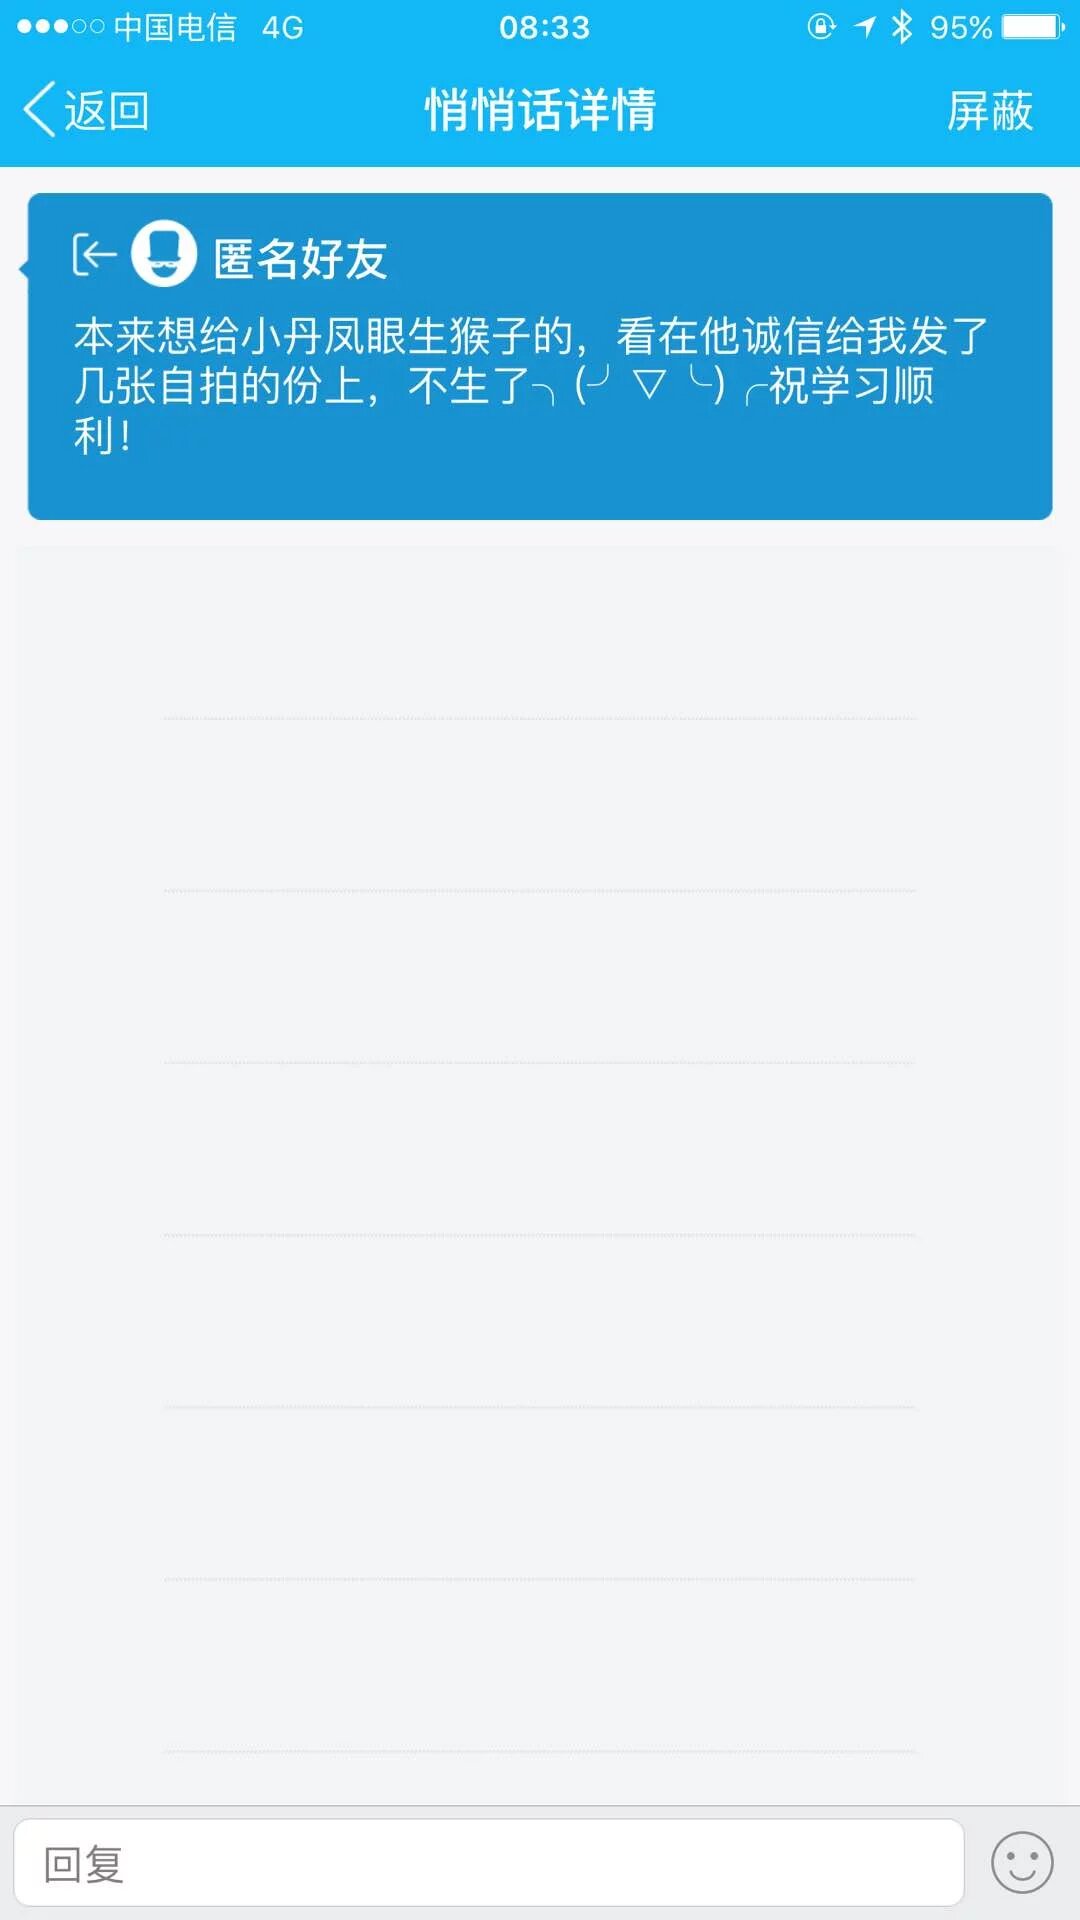 中国电信 4G 08:33 95%
返回 悄悄话详情 屏蔽
匿名好友
本来想给小丹凤眼生猴子的，看在他诚信给我发了
几张自拍的份上，不生了╮(╯▽╰)╭祝学习顺
利！
回复